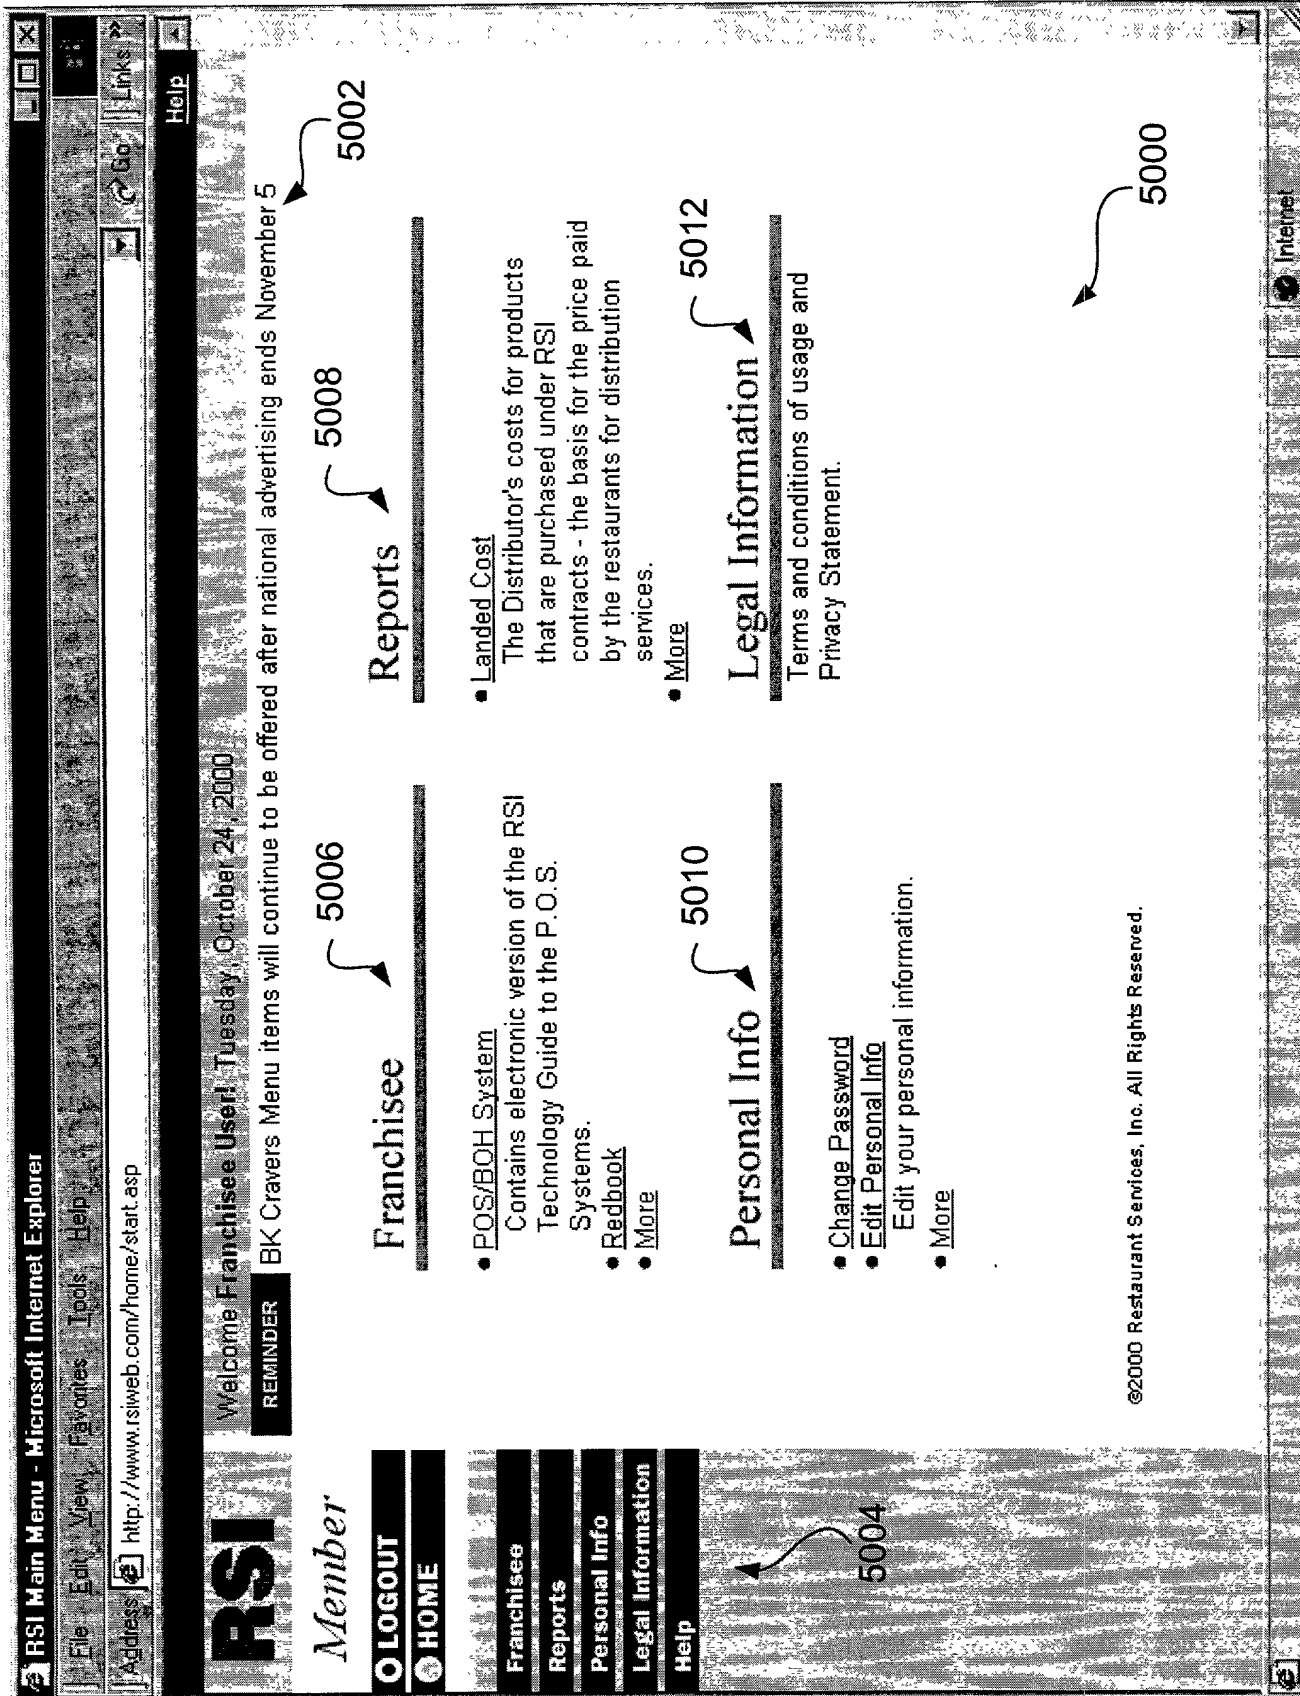 RSI Main Menu - Microsoft Internet Explorer
File Edit View Favorites Tools Help
Address http://www.rsiweb.com/home/start.asp Go Links »
Help
RSI
Welcome Franchisee User! Tuesday, October 24, 2000
REMINDER BK Cravers Menu items will continue to be offered after national advertising ends November 5
5002
Member
LOGOUT
HOME
Franchisee
Reports
Personal Info
Legal Information
Help
5004
Franchisee
5006
• POS/BOH System
Contains electronic version of the RSI
Technology Guide to the P.O.S.
Systems.
• Redbook
• More
Reports
5008
• Landed Cost
The Distributor's costs for products
that are purchased under RSI
contracts - the basis for the price paid
by the restaurants for distribution
services.
• More
Personal Info
5010
• Change Password
• Edit Personal Info
Edit your personal information.
• More
Legal Information
5012
Terms and conditions of usage and
Privacy Statement.
5000
©2000 Restaurant Services, Inc. All Rights Reserved.
Internet